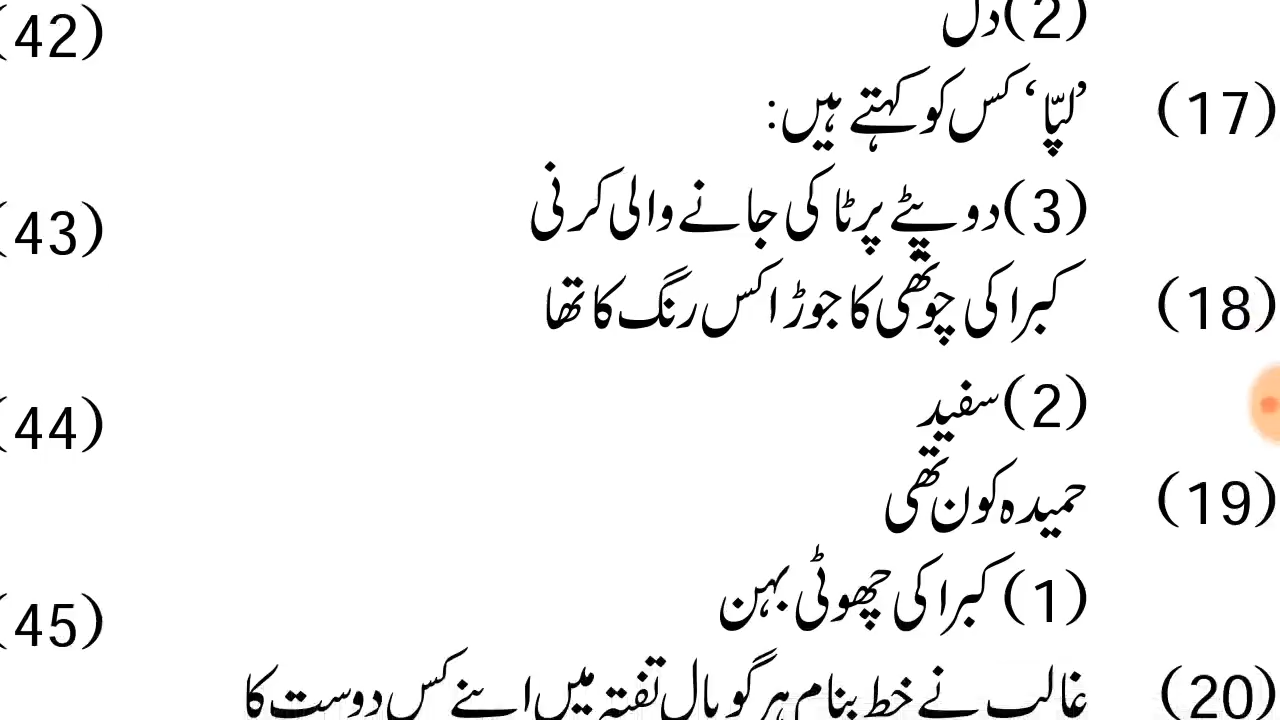 (2) دل
(17) ’لپّا‘ کس کو کہتے ہیں:
(3) دوپٹے پر ٹاکی جانے والی کرنی
(18) کبرا کی چوتھی کا جوڑا کس رنگ کا تھا
(2) سفید
(19) حمیدہ کون تھی
(1) کبرا کی چھوٹی بہن
(20) غالب نے خط بنام ہرگوپال تفتہ میں اپنے کس دوست کا
(42)
(43)
(44)
(45)